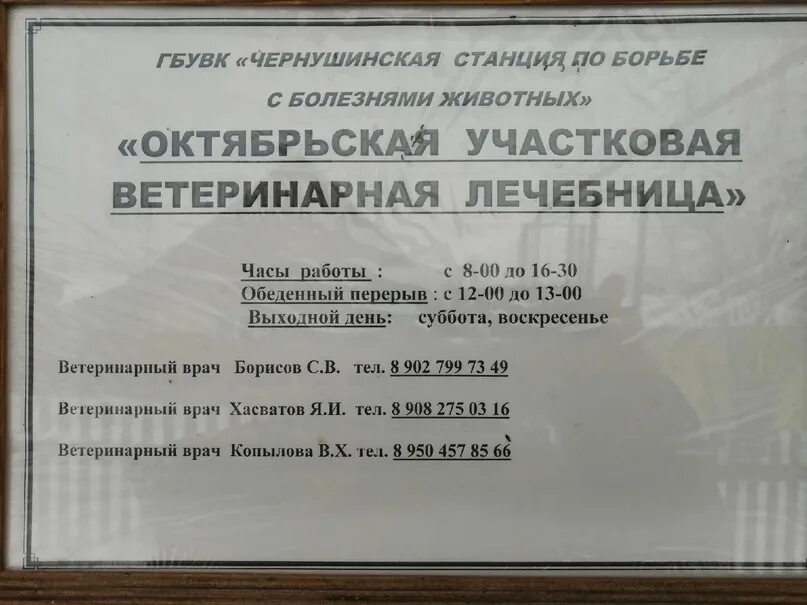 ГБУВК «ЧЕРНУШИНСКАЯ СТАНЦИЯ ПО БОРЬБЕ
С БОЛЕЗНЯМИ ЖИВОТНЫХ»
«ОКТЯБРЬСКАЯ УЧАСТКОВАЯ
ВЕТЕРИНАРНАЯ ЛЕЧЕБНИЦА»
Часы работы : с 8-00 до 16-30
Обеденный перерыв : с 12-00 до 13-00
Выходной день: суббота, воскресенье
Ветеринарный врач Борисов С.В. тел. 8 902 799 73 49
Ветеринарный врач Хасватов Я.И. тел. 8 908 275 03 16
Ветеринарный врач Копылова В.Х. тел. 8 950 457 85 66